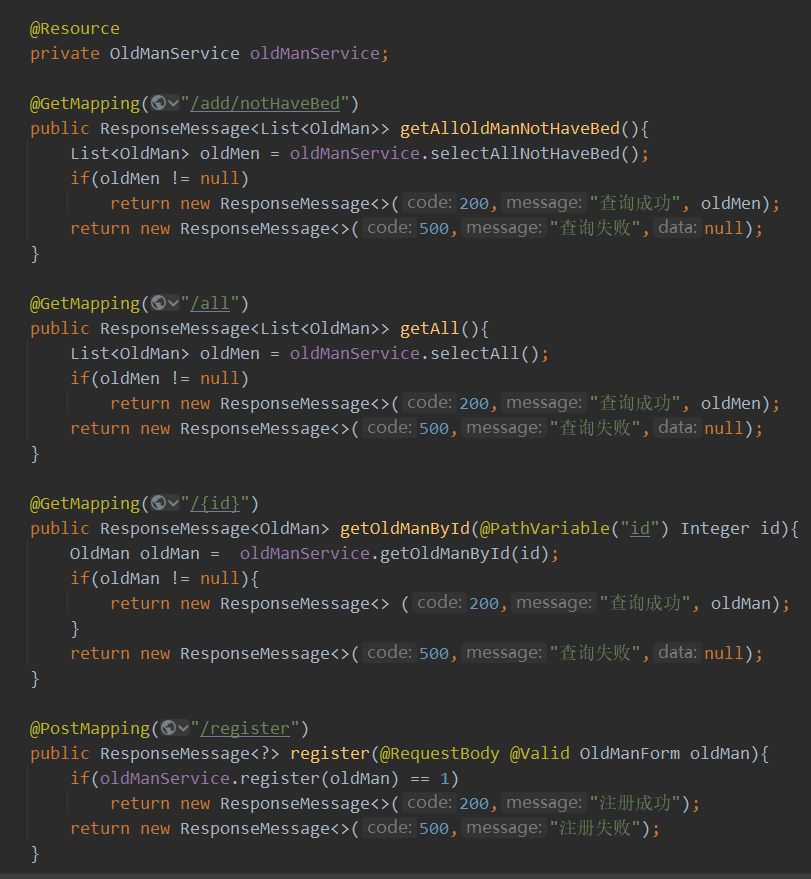 @Resource
private OldManService oldManService;
@GetMapping("/add/notHaveBed")
public ResponseMessage<List<OldMan>> getAllOldManNotHaveBed(){
List<OldMan> oldMen = oldManService.selectAllNotHaveBed();
if(oldMen != null)
return new ResponseMessage<>( code: 200, message: "查询成功", oldMen);
return new ResponseMessage<>( code: 500, message: "查询失败", data: null);
}
@GetMapping("/all")
public ResponseMessage<List<OldMan>> getAll(){
List<OldMan> oldMen = oldManService.selectAll();
if(oldMen != null)
return new ResponseMessage<>( code: 200, message: "查询成功", oldMen);
return new ResponseMessage<>( code: 500, message: "查询失败", data: null);
}
@GetMapping("/{id}")
public ResponseMessage<OldMan> getOldManById(@PathVariable("id") Integer id){
OldMan oldMan =  oldManService.getOldManById(id);
if(oldMan != null){
return new ResponseMessage<> ( code: 200, message: "查询成功", oldMan);
}
return new ResponseMessage<>( code: 500, message: "查询失败", data: null);
}
@PostMapping("/register")
public ResponseMessage<?> register(@RequestBody @Valid OldManForm oldMan){
if(oldManService.register(oldMan) == 1)
return new ResponseMessage<>( code: 200, message: "注册成功");
return new ResponseMessage<>( code: 500, message: "注册失败");
}